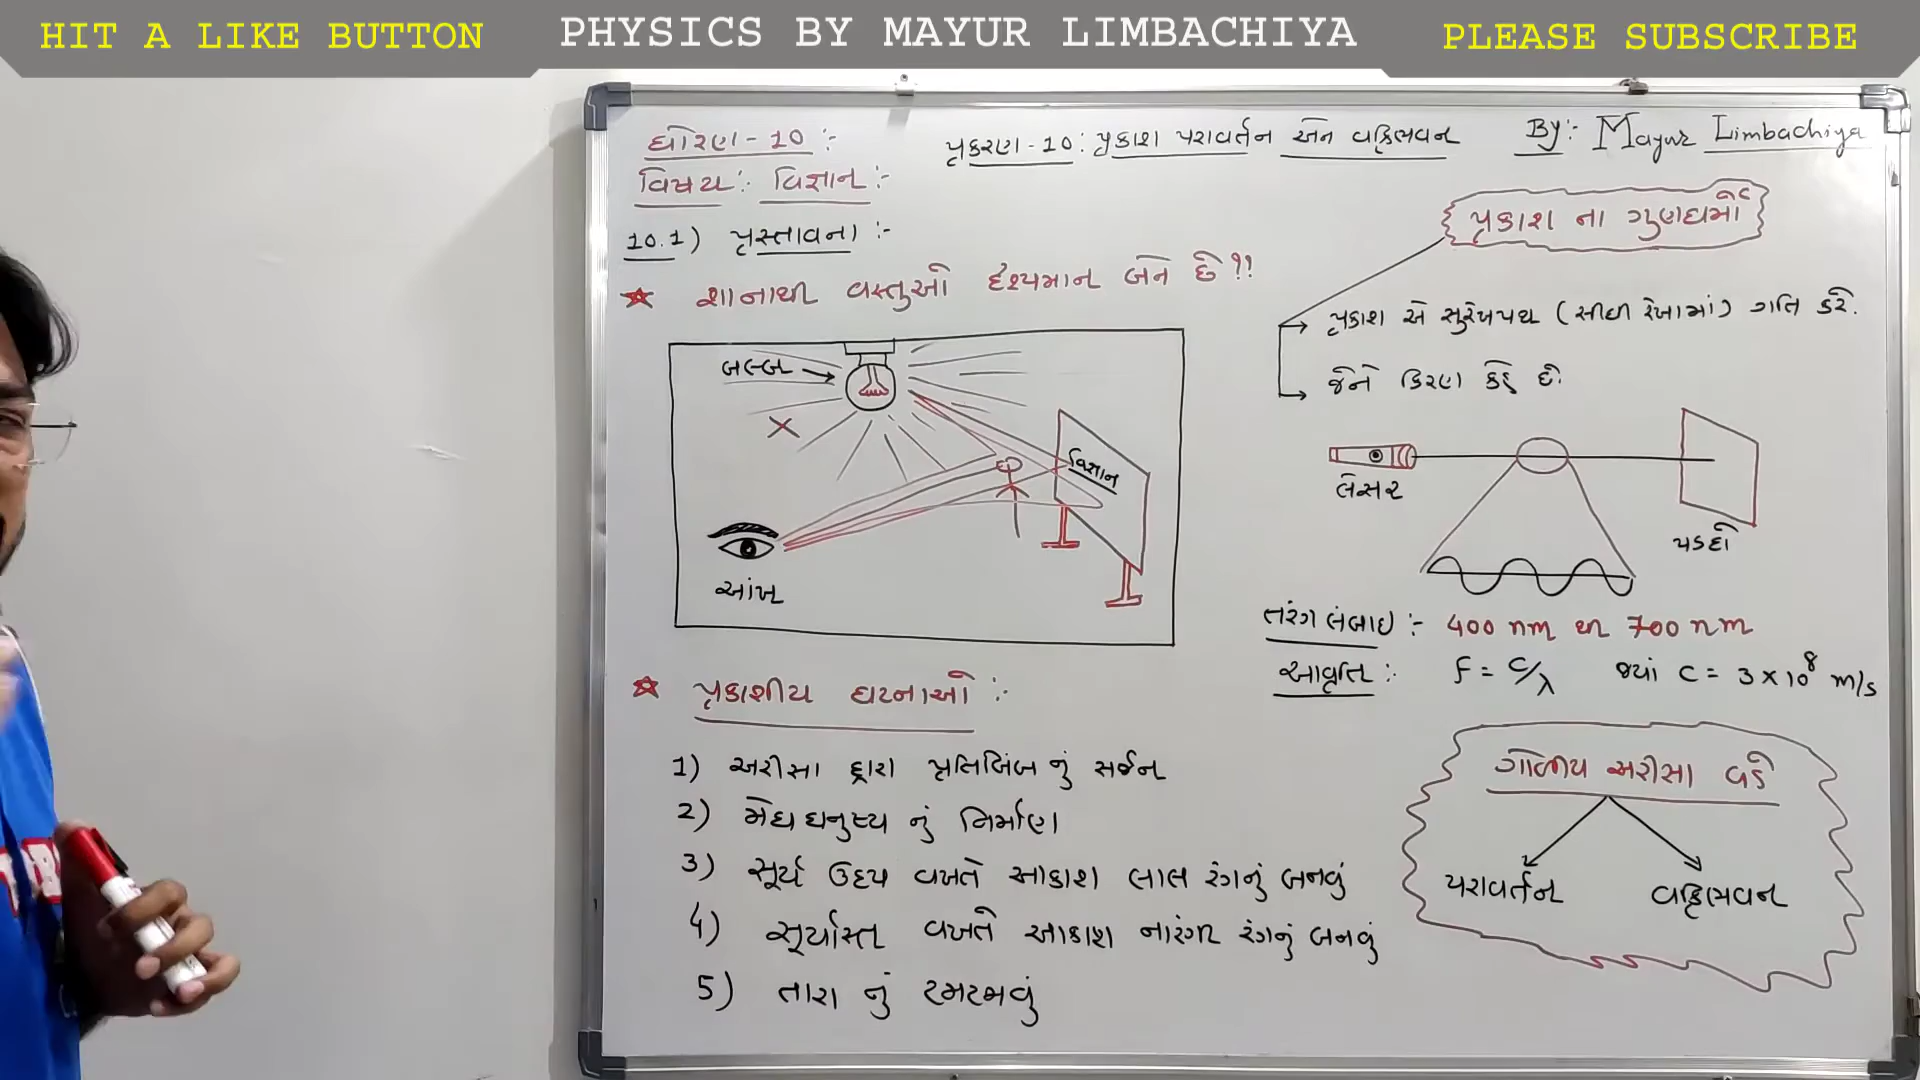 HIT A LIKE BUTTON
PHYSICS BY MAYUR LIMBACHIYA
PLEASE SUBSCRIBE
ધોરણ - 10 :-
વિષય :- વિજ્ઞાન :-
પ્રકરણ - 10 : પ્રકાશ પરાવર્તન અને વક્રિભવન
By :- Mayur Limbachiya
10.1) પ્રસ્તાવના :-
★ શાનાથી વસ્તુઓ દ્રશ્યમાન બને છે ??
બલ્બ
વિજ્ઞાન
આંખ
★ પ્રકાશીય ઘટનાઓ :-
1) અરીસા દ્વારા પ્રતિબિંબ નું સર્જન
2) મેઘધનુષ્ય નું નિર્માણ
3) સૂર્ય ઉદય વખતે આકાશ લાલ રંગનું બનવું
4) સૂર્યાસ્ત વખતે આકાશ નારંગી રંગનું બનવું
5) તારા નું ટમટમવું
પ્રકાશ ના ગુણધર્મો
પ્રકાશ એ સુરેખપથ (સીધી રેખામાં) ગતિ કરે.
જેને કિરણ કહે છે.
લેસર
પડદો
તરંગલંબાઇ :- 400 nm થી 700 nm
આવૃતિ :- f = c/λ જ્યાં c = 3 × 10⁸ m/s
ગોળીય અરીસા વડે
પરાવર્તન
વક્રિભવન